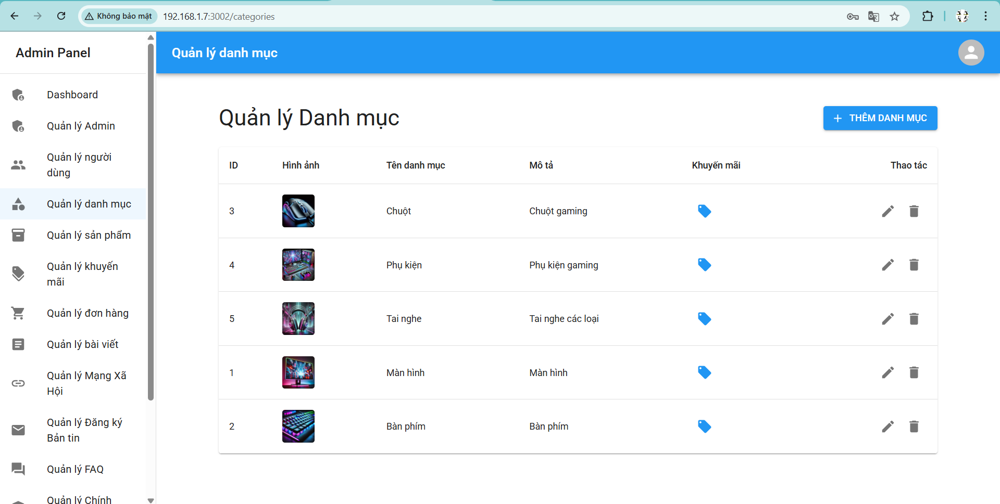 Không bảo mật
192.168.1.7:3002/categories
Admin Panel
Quản lý danh mục
Dashboard
Quản lý Admin
Quản lý người
dùng
Quản lý danh mục
Quản lý sản phẩm
Quản lý khuyến
mãi
Quản lý đơn hàng
Quản lý bài viết
Quản lý Mạng Xã
Hội
Quản lý Đăng ký
Bản tin
Quản lý FAQ
Quản lý Chính
Quản lý Danh mục
THÊM DANH MỤC
ID Hình ảnh Tên danh mục Mô tả Khuyến mãi Thao tác
3 Chuột Chuột gaming
4 Phụ kiện Phụ kiện gaming
5 Tai nghe Tai nghe các loại
1 Màn hình Màn hình
2 Bàn phím Bàn phím